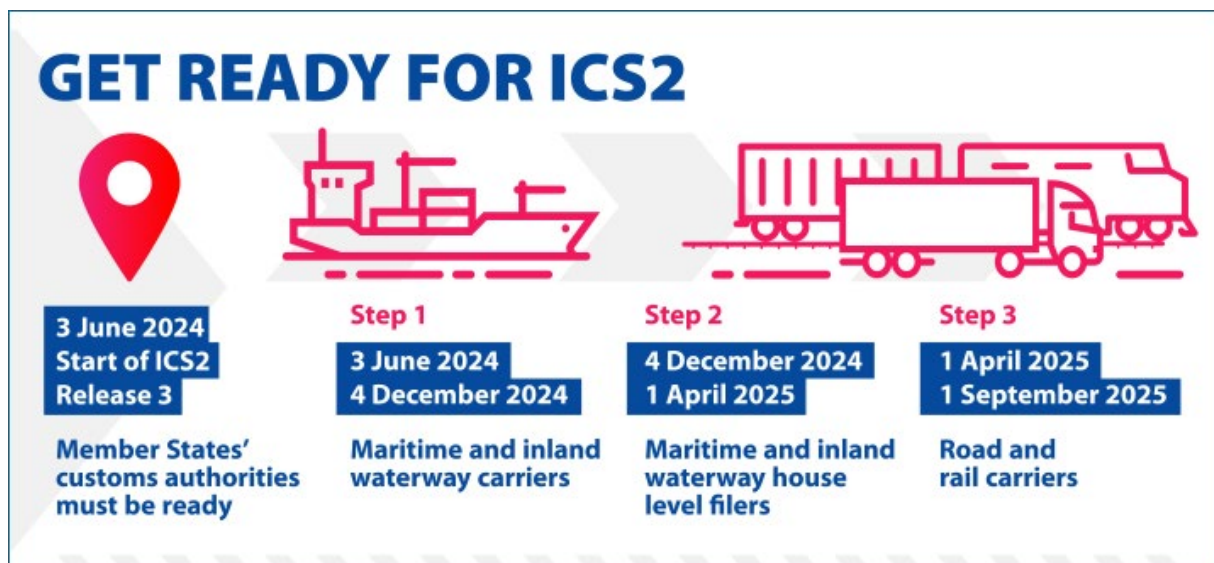 GET READY FOR ICS2
3 June 2024
Start of ICS2
Release 3
Member States’
customs authorities
must be ready
Step 1
3 June 2024
4 December 2024
Maritime and inland
waterway carriers
Step 2
4 December 2024
1 April 2025
Maritime and inland
waterway house
level filers
Step 3
1 April 2025
1 September 2025
Road and
rail carriers